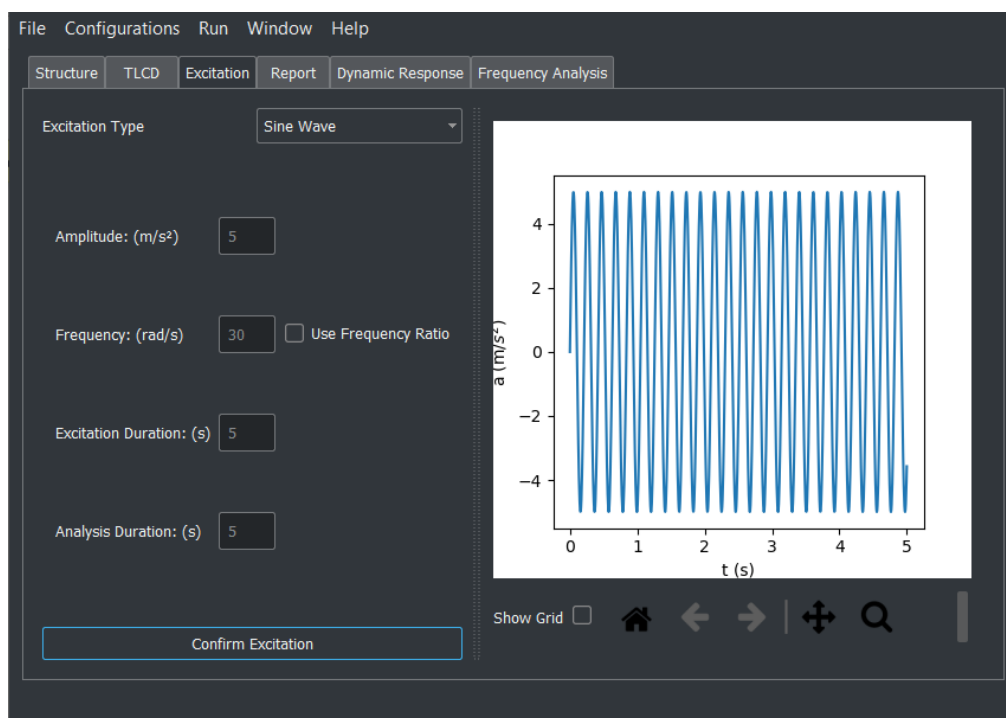 File Configurations Run Window Help
Structure TLCD Excitation Report Dynamic Response Frequency Analysis
Excitation Type Sine Wave
Amplitude: (m/s²) 5
Frequency: (rad/s) 30 Use Frequency Ratio
Excitation Duration: (s) 5
Analysis Duration: (s) 5
Confirm Excitation
4
2
0
−2
−4
a (m/s²)
0 1 2 3 4 5
t (s)
Show Grid